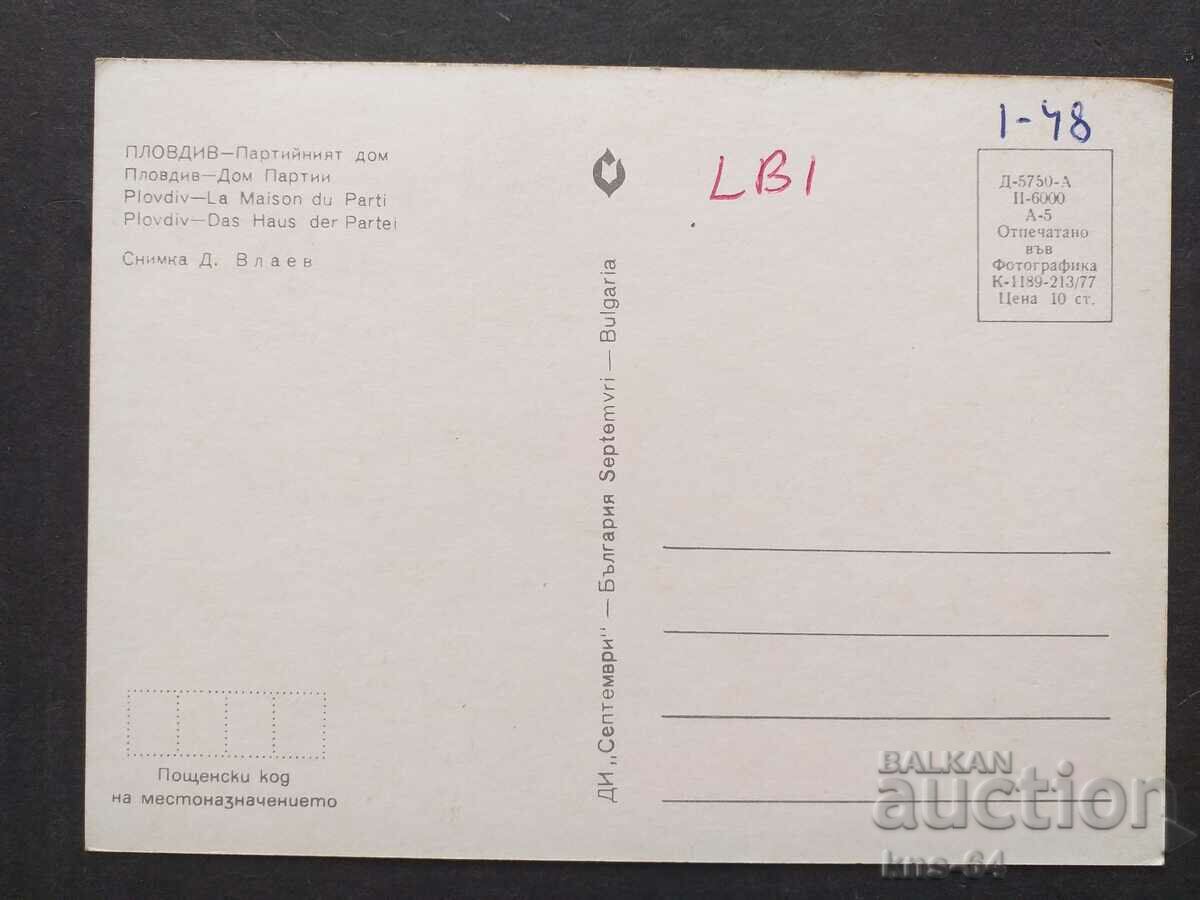 ПЛОВДИВ—Партийният дом
Пловдив—Дом Партии
Plovdiv—La Maison du Parti
Plovdiv—Das Haus der Partei
Снимка Д. Влаев
Пощенски код
на местоназначението
ДИ „Септември" — България Septemvri — Bulgaria
LB1
1-48
Д-5750-А
II-6000
А-5
Отпечатано
във
Фотографика
К-1189-213/77
Цена 10 ст.
BALKAN
auction
kns-64